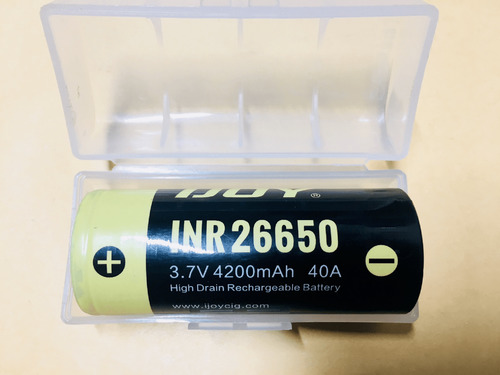 IJOY®
INR 26650
3.7V 4200mAh 40A
High Drain Rechargeable Battery
www.ijoycig.com
+
−